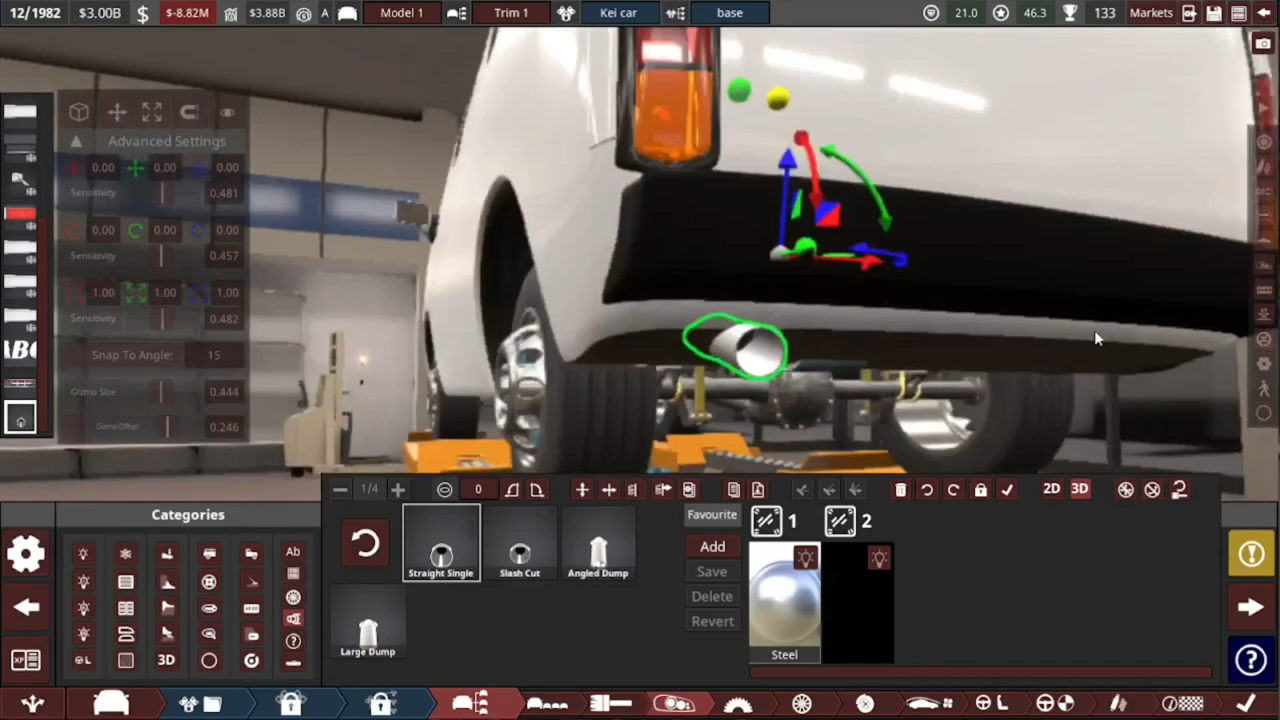 12/1982 $3.00B $ $-8.82M $3.88B A Model 1 Trim 1 Kei car base 21.0 46.3 133 Markets
Advanced Settings
0.00 0.00 0.00
Sensitivity 0.481
0.00 0.00 0.00
Sensitivity 0.457
1.00 1.00 1.00
Sensitivity 0.482
Snap To Angle: 15
Gizmo Size 0.444
Gizmo Offset 0.246
ABC
1/4 0 2D 3D
Categories
Ab
L 3D
Straight Single
Slash Cut
Angled Dump
Large Dump
Favourite
Add
Save
Delete
Revert
1 2
Steel
XP
L